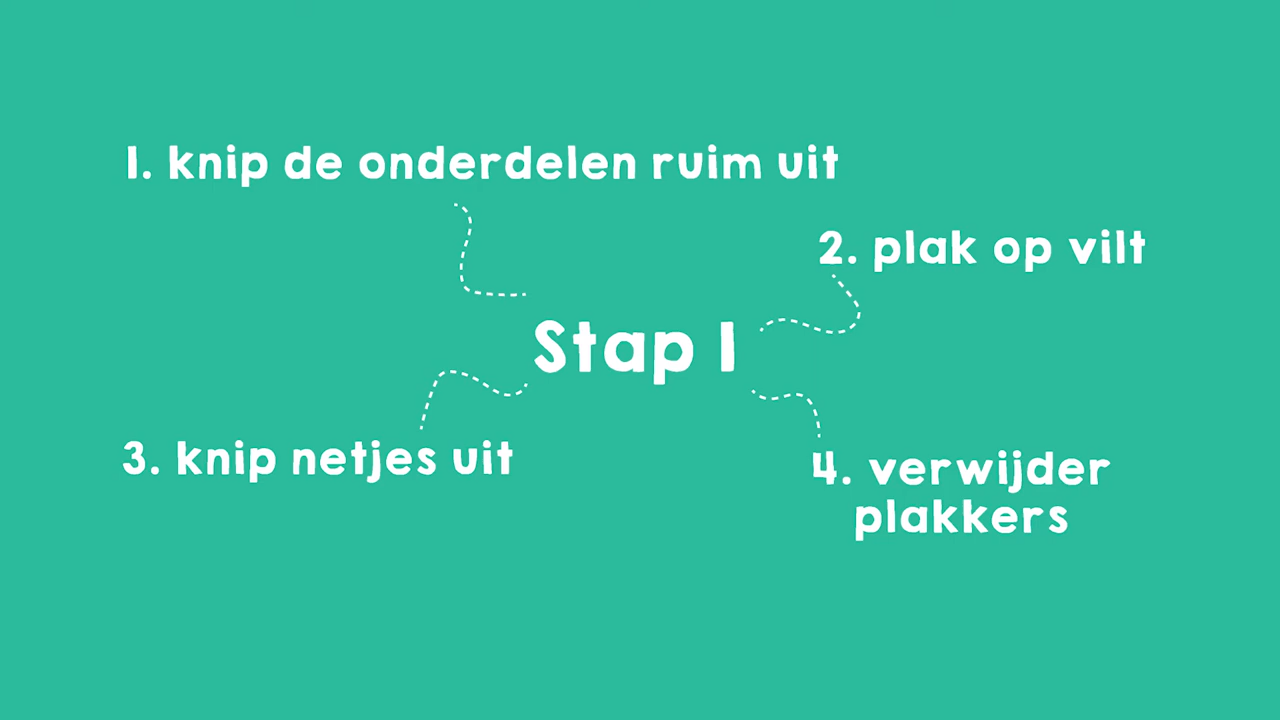 1. knip de onderdelen ruim uit
2. plak op vilt
Stap 1
3. knip netjes uit
4. verwijder
plakkers